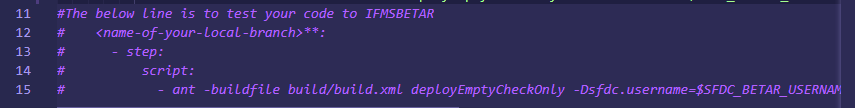 11 #The below line is to test your code to IFMSBETAR
12 #    <name-of-your-local-branch>**:
13 #      - step:
14 #          script:
15 #            - ant -buildfile build/build.xml deployEmptyCheckOnly -Dsfdc.username=$SFDC_BETAR_USERNAM